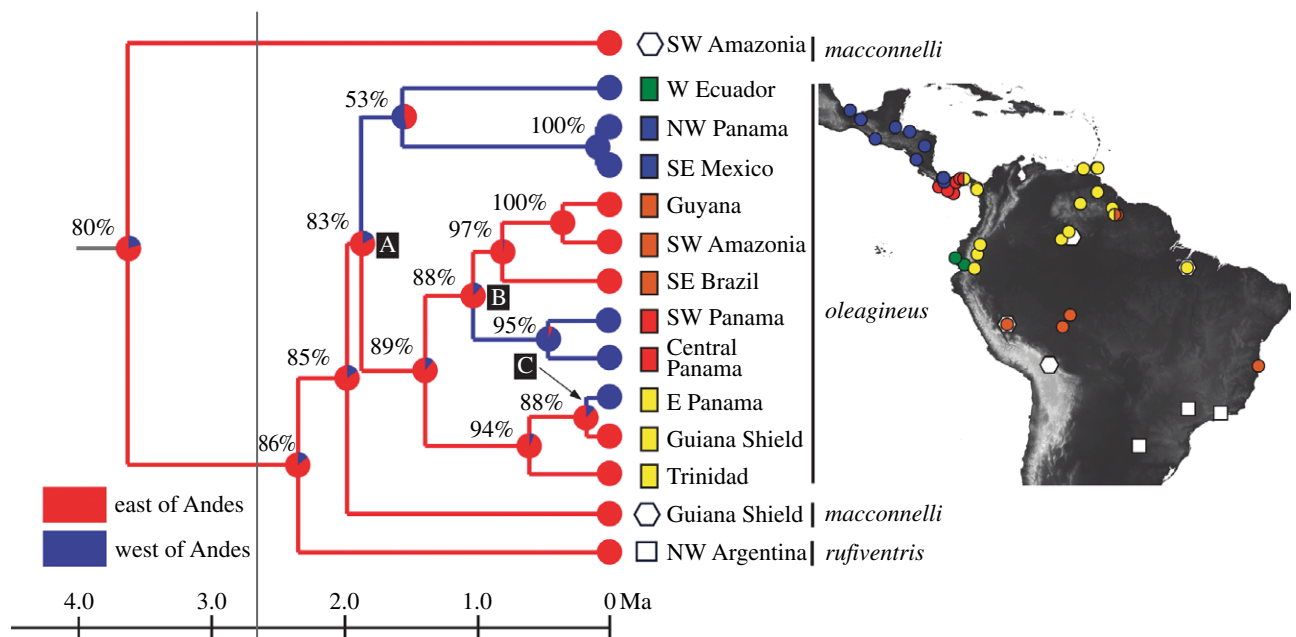 SW Amazonia macconnelli
W Ecuador
53%
NW Panama
100%
SE Mexico
Guyana
100%
80%
83%
A
97%
SW Amazonia
88%
B
SE Brazil
oleagineus
SW Panama
95%
85%
89%
C
Central
Panama
88%
E Panama
94%
Guiana Shield
86%
Trinidad
east of Andes
Guiana Shield macconnelli
west of Andes
NW Argentina rufiventris
4.0 3.0 2.0 1.0 0 Ma